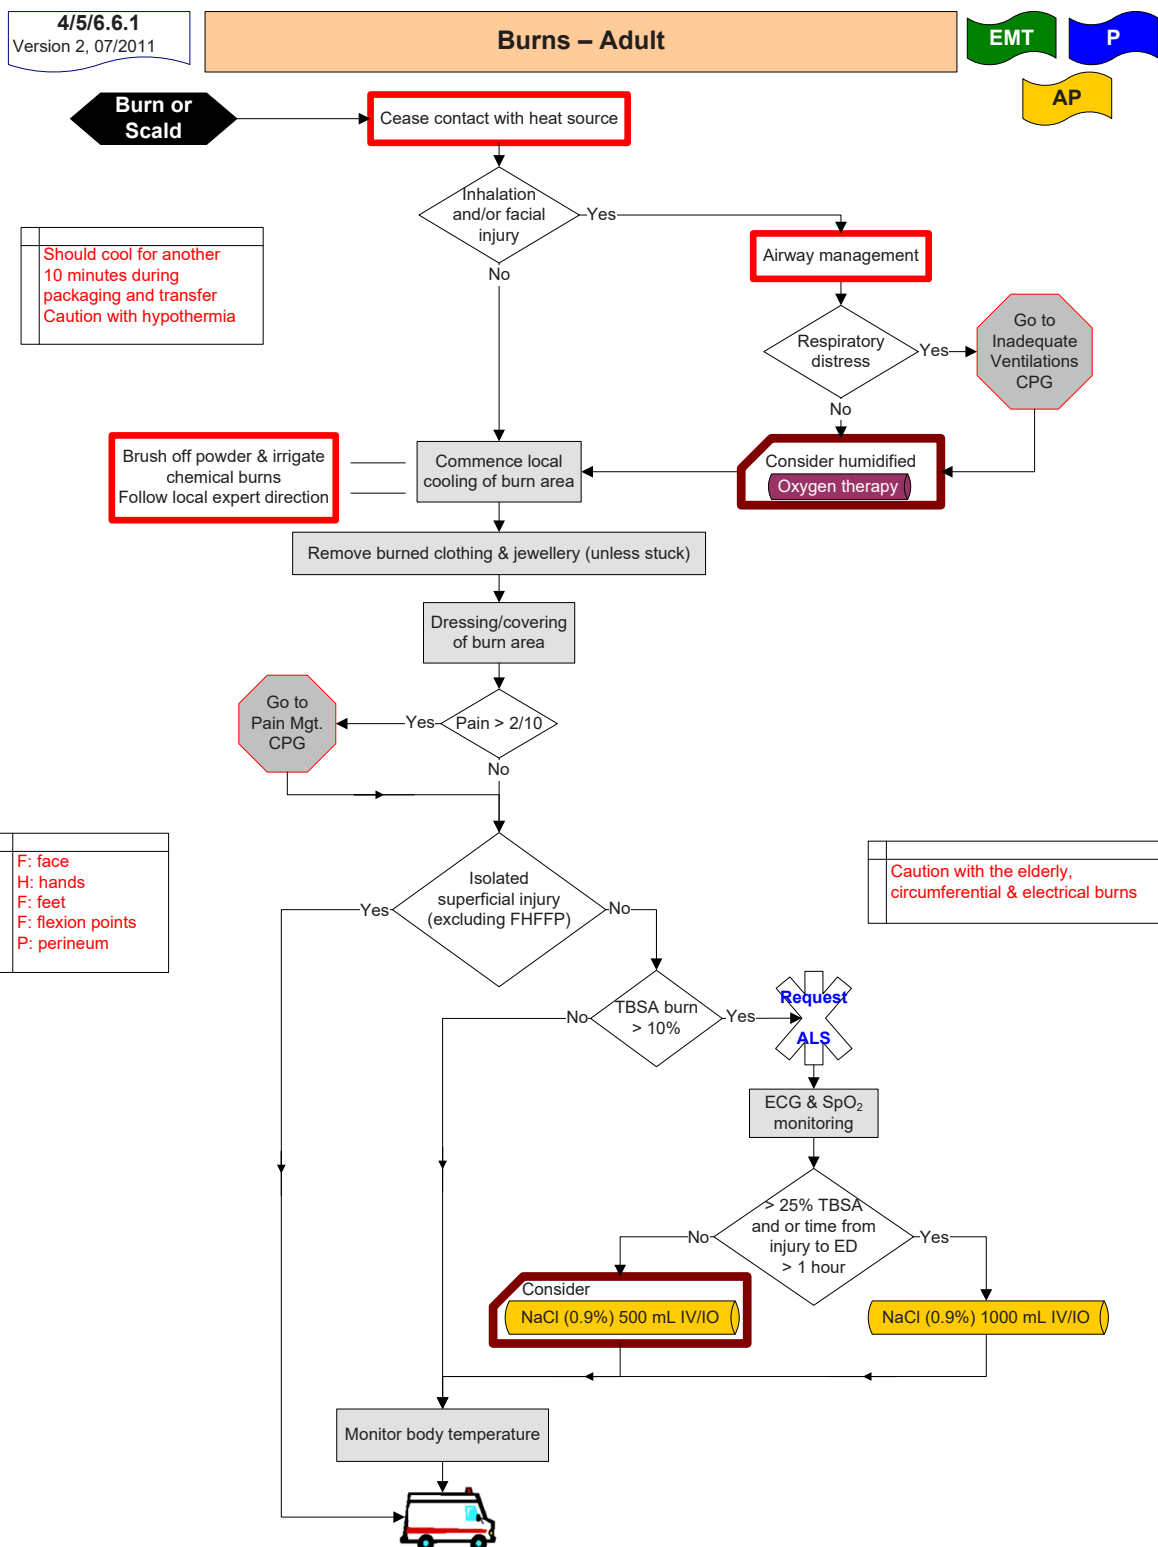 4/5/6.6.1
Version 2, 07/2011
Burns – Adult
EMT
P
AP
Burn or
Scald
Cease contact with heat source
Inhalation
and/or facial
injury
Yes
No
Should cool for another
10 minutes during
packaging and transfer
Caution with hypothermia
Airway management
Respiratory
distress
Yes
No
Go to
Inadequate
Ventilations
CPG
Brush off powder & irrigate
chemical burns
Follow local expert direction
Commence local
cooling of burn area
Consider humidified
Oxygen therapy
Remove burned clothing & jewellery (unless stuck)
Dressing/covering
of burn area
Go to
Pain Mgt.
CPG
Yes
Pain > 2/10
No
F: face
H: hands
F: feet
F: flexion points
P: perineum
Isolated
superficial injury
(excluding FHFFP)
Yes
No
Caution with the elderly,
circumferential & electrical burns
TBSA burn
> 10%
No
Yes
Request
ALS
ECG & SpO₂
monitoring
> 25% TBSA
and or time from
injury to ED
> 1 hour
No
Yes
Consider
NaCl (0.9%) 500 mL IV/IO
NaCl (0.9%) 1000 mL IV/IO
Monitor body temperature